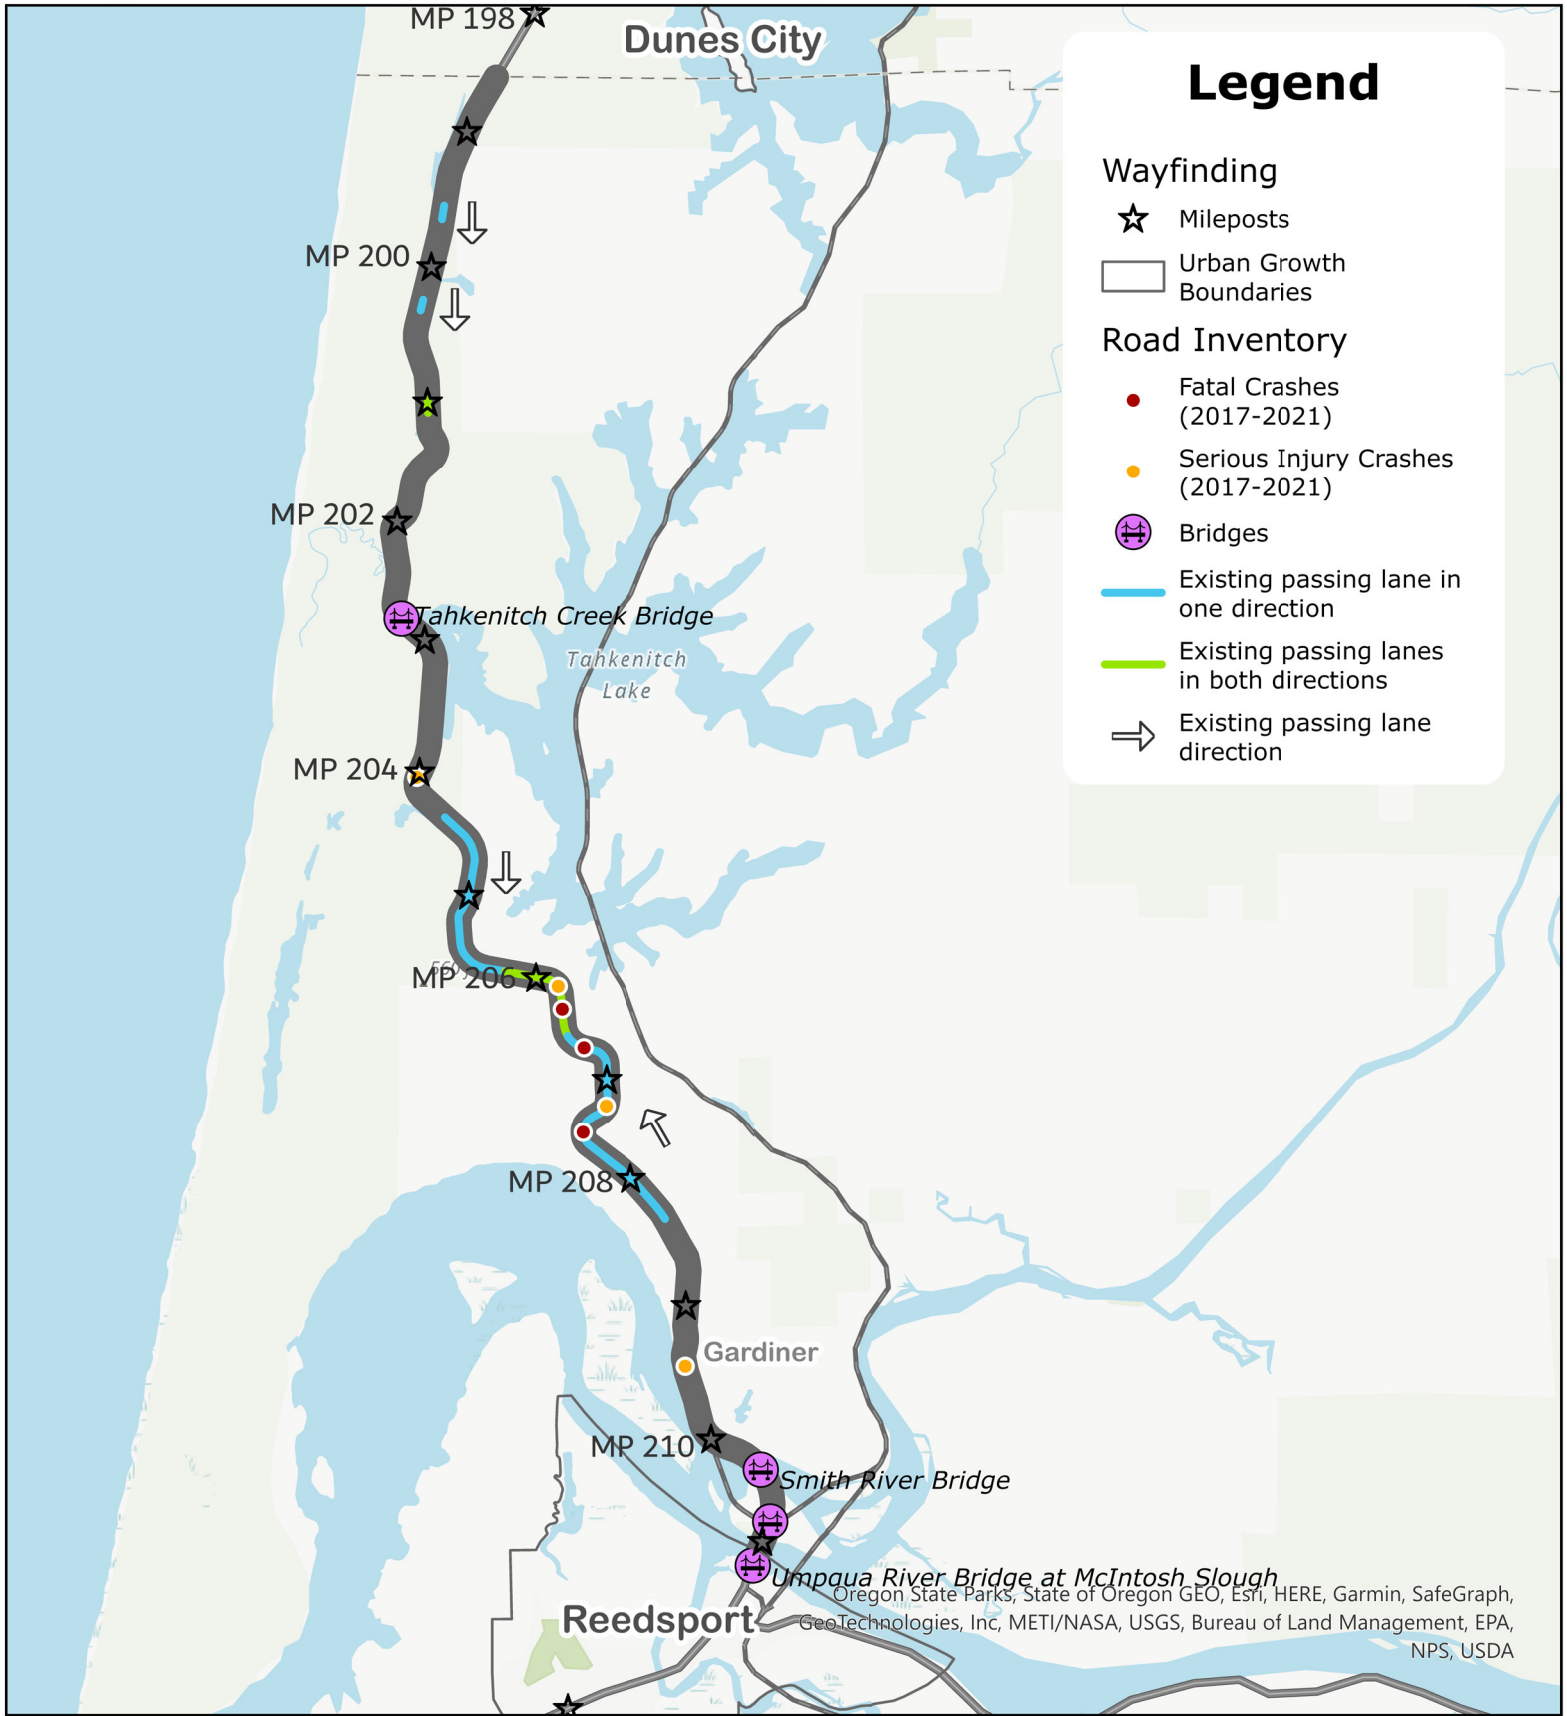 MP 198
Dunes City
MP 200
MP 202
Tahkenitch Creek Bridge
Tahkenitch
Lake
MP 204
MP 206
MP 208
Gardiner
MP 210
Smith River Bridge
Umpqua River Bridge at McIntosh Slough
Reedsport
Legend
Wayfinding
Mileposts
Urban Growth
Boundaries
Road Inventory
Fatal Crashes
(2017-2021)
Serious Injury Crashes
(2017-2021)
Bridges
Existing passing lane in
one direction
Existing passing lanes
in both directions
Existing passing lane
direction
Oregon State Parks, State of Oregon GEO, Esri, HERE, Garmin, SafeGraph,
GeoTechnologies, Inc, METI/NASA, USGS, Bureau of Land Management, EPA,
NPS, USDA